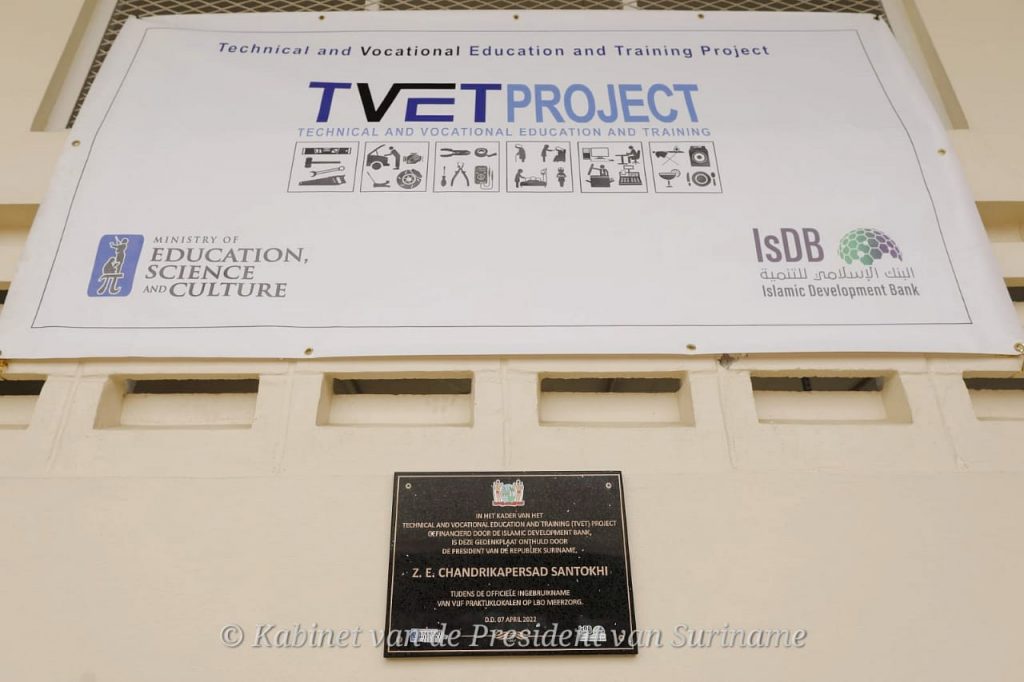 Technical and Vocational Education and Training Project
TVET PROJECT
TECHNICAL AND VOCATIONAL EDUCATION AND TRAINING
MINISTRY OF
EDUCATION,
SCIENCE
AND CULTURE
IsDB
البنك الإسلامي للتنمية
Islamic Development Bank
IN HET KADER VAN HET
TECHNICAL AND VOCATIONAL EDUCATION AND TRAINING (TVET) PROJECT
GEFINANCIERD DOOR DE ISLAMIC DEVELOPMENT BANK,
IS DEZE GEDENKPLAAT ONTHULD DOOR
DE PRESIDENT VAN DE REPUBLIEK SURINAME,
Z. E. CHANDRIKAPERSAD SANTOKHI
TIJDENS DE OFFICIELE INGEBRUIKNAME
VAN VIJF PRAKTIJKLOKALEN OP LBO MEERZORG.
D.D. 07 APRIL 2022
© Kabinet van de President van Suriname